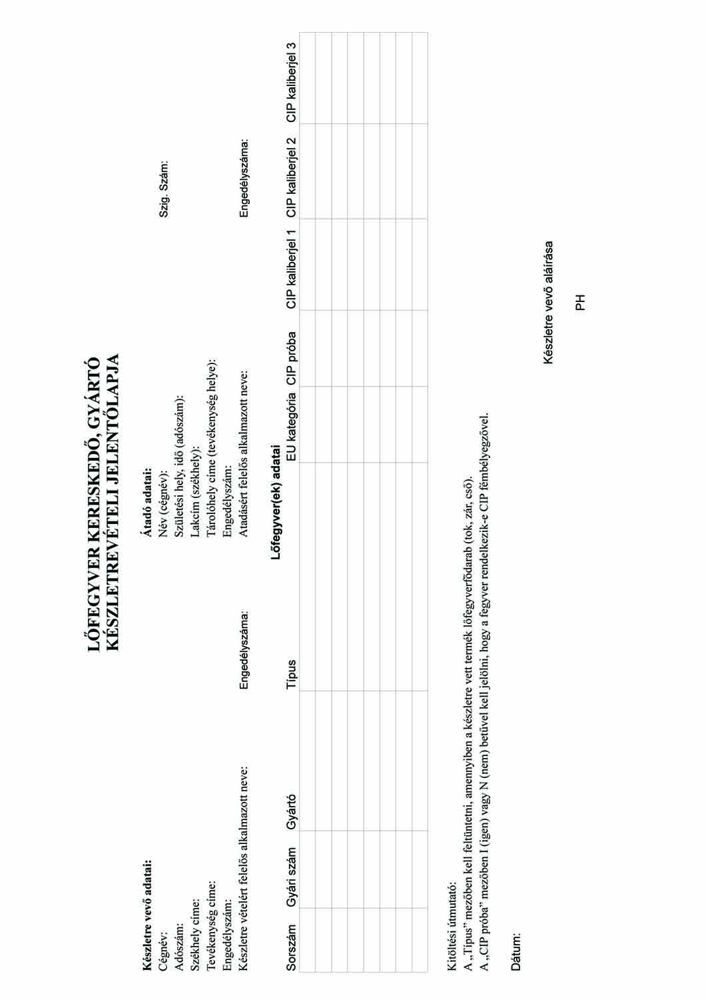 LŐFEGYVER KERESKEDŐ, GYÁRTÓ
KÉSZLETREVÉTELI JELENTŐLAPJA
Készletre vevő adatai:
Cégnév:
Adószám:
Székhely címe:
Tevékenység címe:
Engedélyszám:
Készletre vételért felelős alkalmazott neve: Engedélyszáma:
Átadó adatai:
Név (cégnév): Szig. Szám:
Születési hely, idő (adószám):
Lakcím (székhely):
Tárolóhely címe (tevékenység helye):
Engedélyszám:
Atadásért felelős alkalmazott neve: Engedélyszáma:
Lőfegyver(ek) adatai
Sorszám Gyári szám Gyártó Típus EU kategória CIP próba CIP kaliberjel 1 CIP kaliberjel 2 CIP kaliberjel 3
Kitöltési útmutató:
A „Típus” mezőben kell feltüntetni, amennyiben a készletre vett termék lőfegyverfődarab (tok, zár, cső).
A „CIP próba” mezőben I (igen) vagy N (nem) betűvel kell jelölni, hogy a fegyver rendelkezik-e CIP fémbélyegzővel.
Dátum:
Készletre vevő aláírása
PH